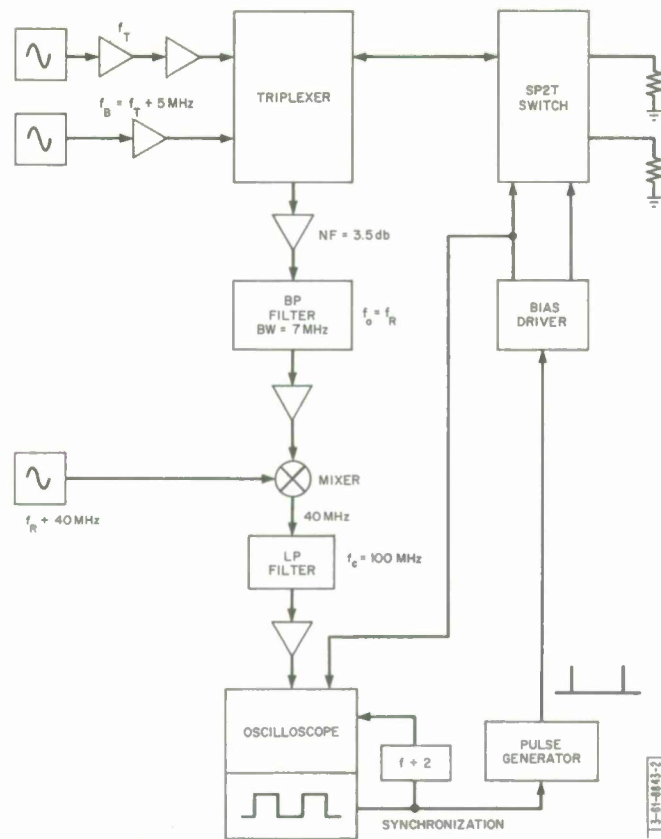 f_T
TRIPLEXER
SP2T
SWITCH
f_B = f_T + 5 MHz
NF = 3.5 db
BP
FILTER
BW = 7 MHz
f_o = f_R
BIAS
DRIVER
MIXER
f_R + 40 MHz
40 MHz
LP
FILTER
f_c = 100 MHz
OSCILLOSCOPE
f ÷ 2
PULSE
GENERATOR
SYNCHRONIZATION